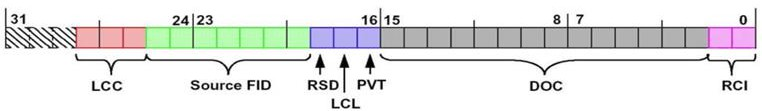 31 24 23 16 15 8 7 0
LCC Source FID RSD PVT DOC RCI
LCL